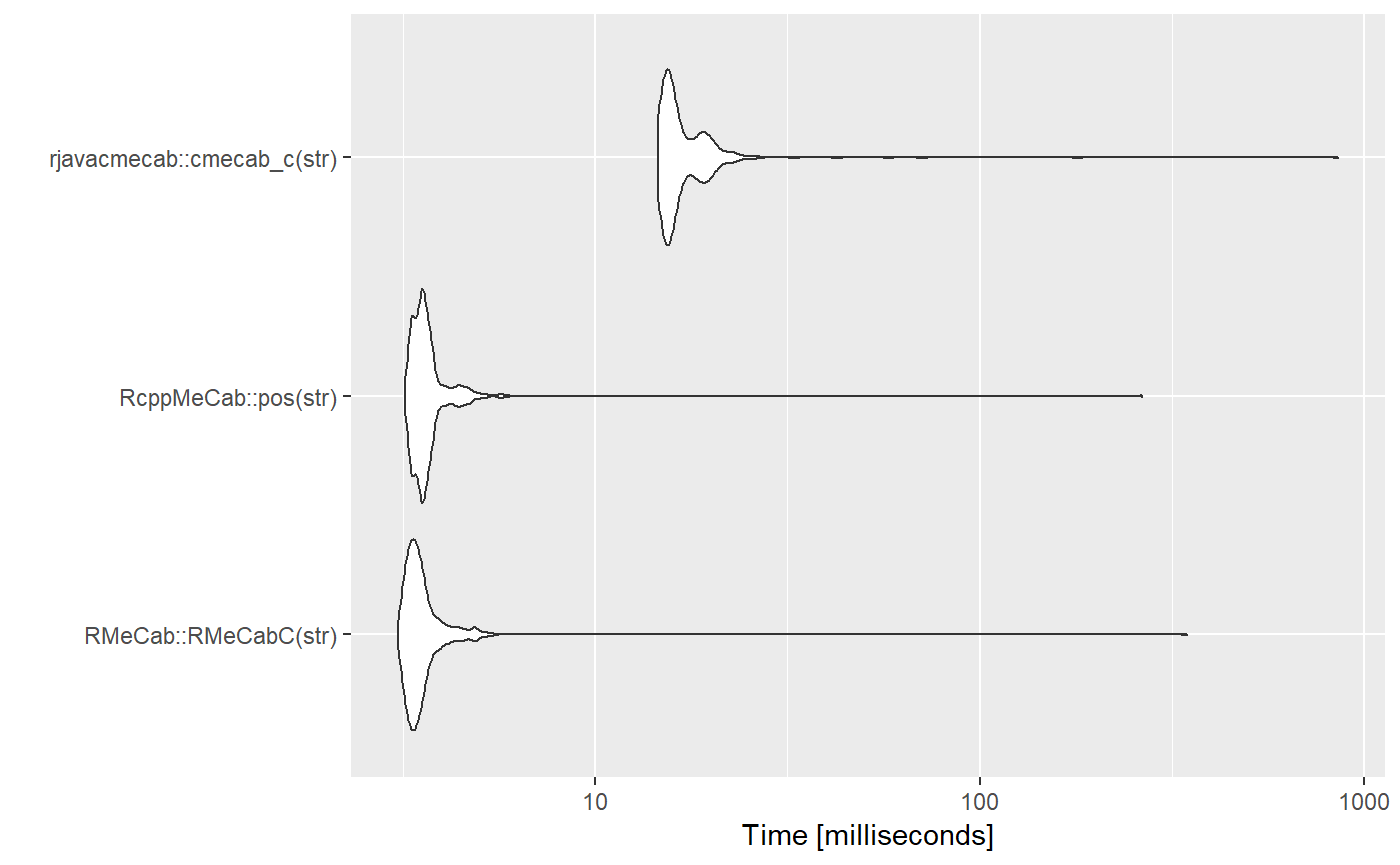 rjavacmecab::cmecab_c(str)
RcppMeCab::pos(str)
RMeCab::RMeCabC(str)
10 100 1000
Time [milliseconds]